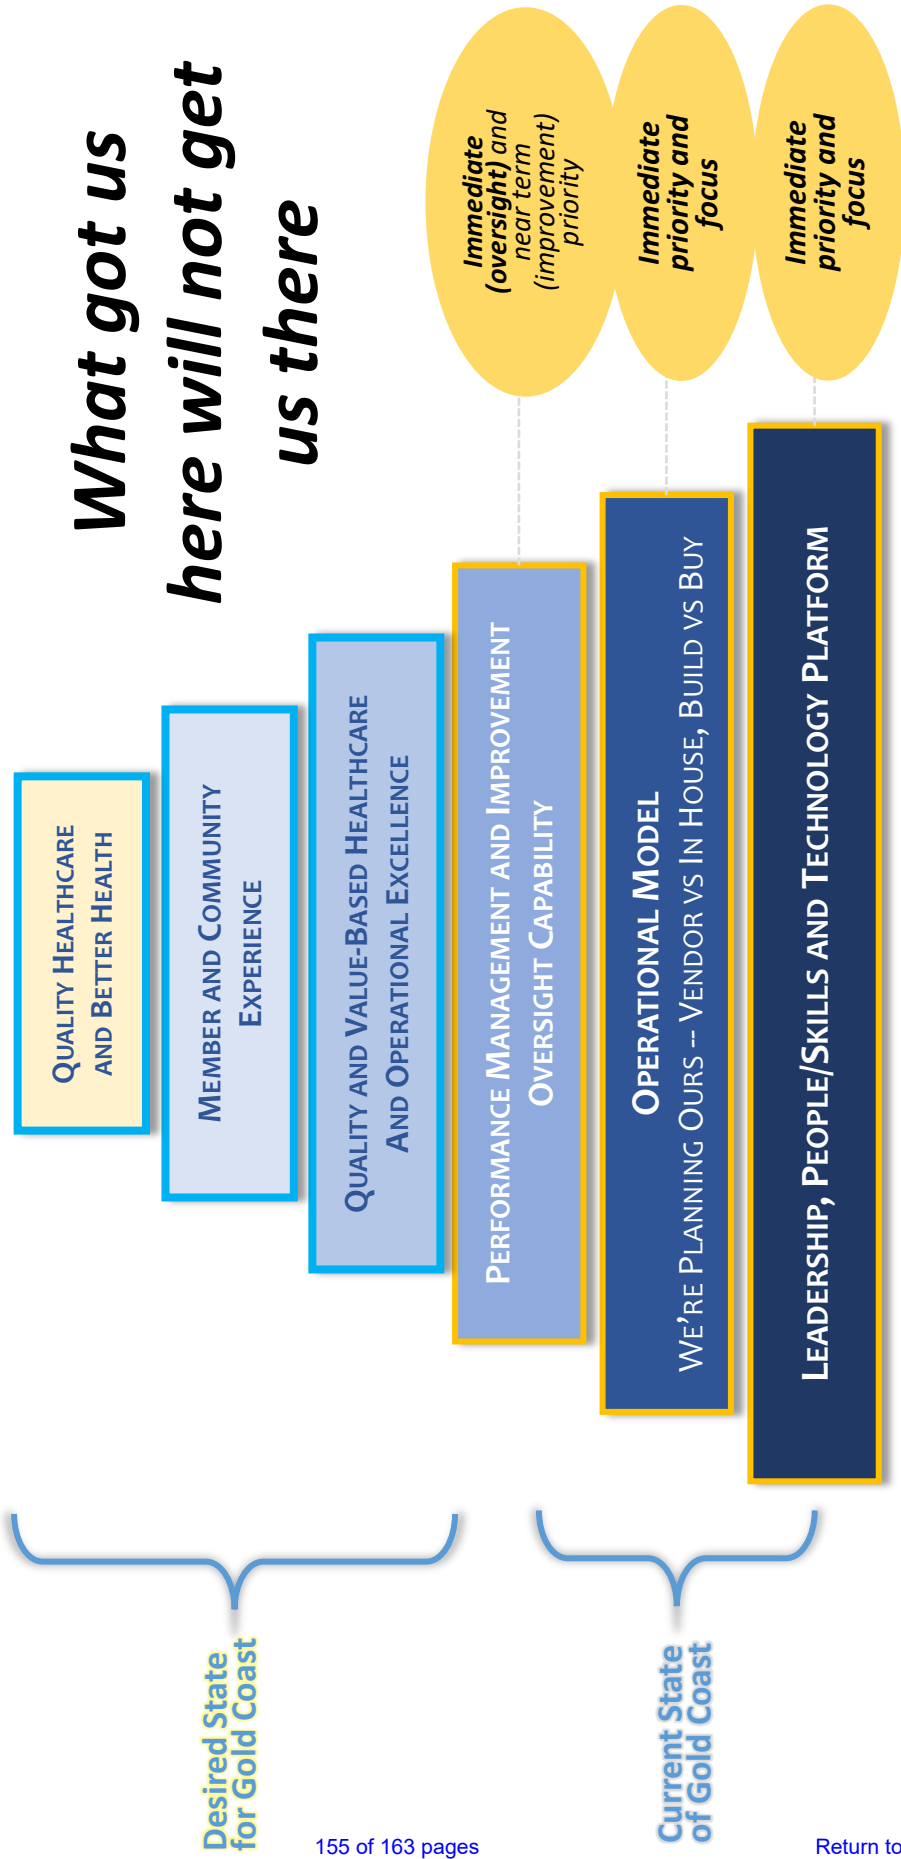 What got us
here will not get
us there
Desired State
for Gold Coast
QUALITY HEALTHCARE
AND BETTER HEALTH
MEMBER AND COMMUNITY
EXPERIENCE
QUALITY AND VALUE-BASED HEALTHCARE
AND OPERATIONAL EXCELLENCE
PERFORMANCE MANAGEMENT AND IMPROVEMENT
OVERSIGHT CAPABILITY
Immediate
(oversight) and
near term
(improvement)
priority
Current State
of Gold Coast
OPERATIONAL MODEL
WE'RE PLANNING OURS -- VENDOR VS IN HOUSE, BUILD VS BUY
Immediate
priority and
focus
LEADERSHIP, PEOPLE/SKILLS AND TECHNOLOGY PLATFORM
Immediate
priority and
focus
155 of 163 pages
Return to